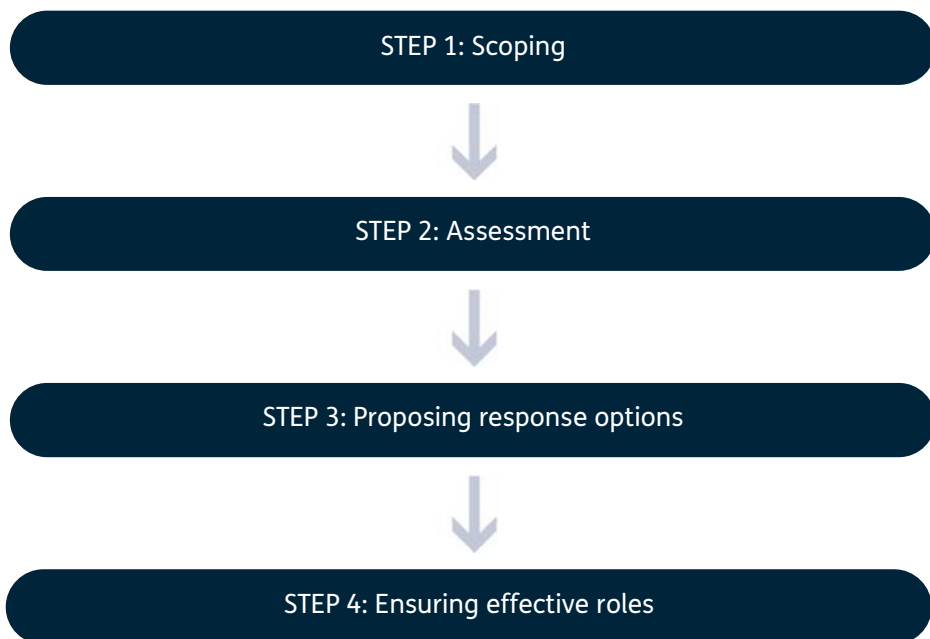 STEP 1: Scoping
STEP 2: Assessment
STEP 3: Proposing response options
STEP 4: Ensuring effective roles